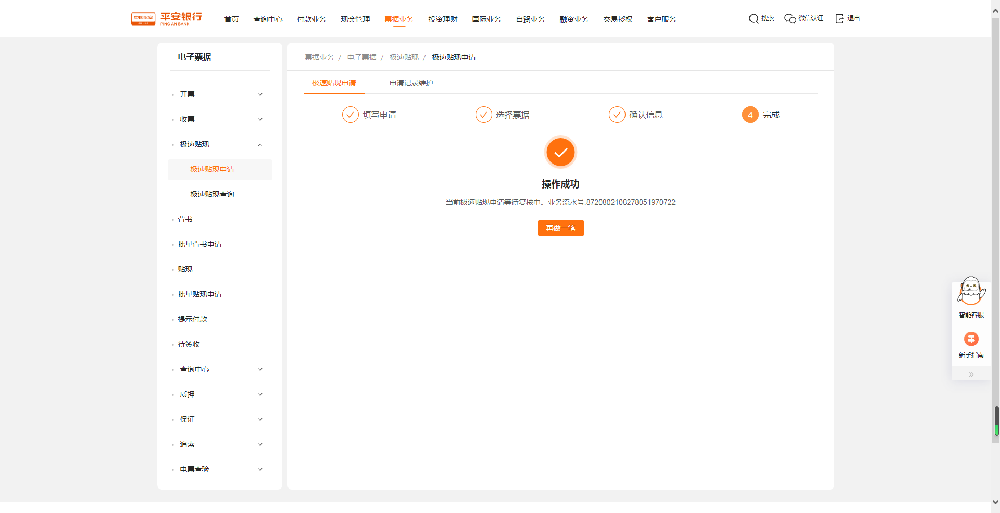 中国平安 平安银行 PING AN BANK
首页 查询中心 付款业务 现金管理 票据业务 投资理财 国际业务 自贸业务 融资业务 交易授权 客户服务 搜索 微信认证 退出
电子票据
开票
收票
极速贴现
极速贴现申请
极速贴现查询
背书
批量背书申请
贴现
批量贴现申请
提示付款
待签收
查询中心
质押
保证
追索
电票查验
票据业务 / 电子票据 / 极速贴现 / 极速贴现申请
极速贴现申请 申请记录维护
填写申请 选择票据 确认信息 4 完成
操作成功
当前极速贴现申请等待复核中。业务流水号:8720802108278051970722
再做一笔
智能客服
新手指南